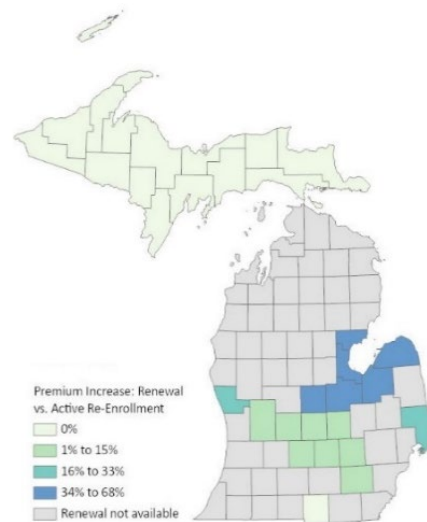 Premium Increase: Renewal
vs. Active Re-Enrollment
0%
1% to 15%
16% to 33%
34% to 68%
Renewal not available